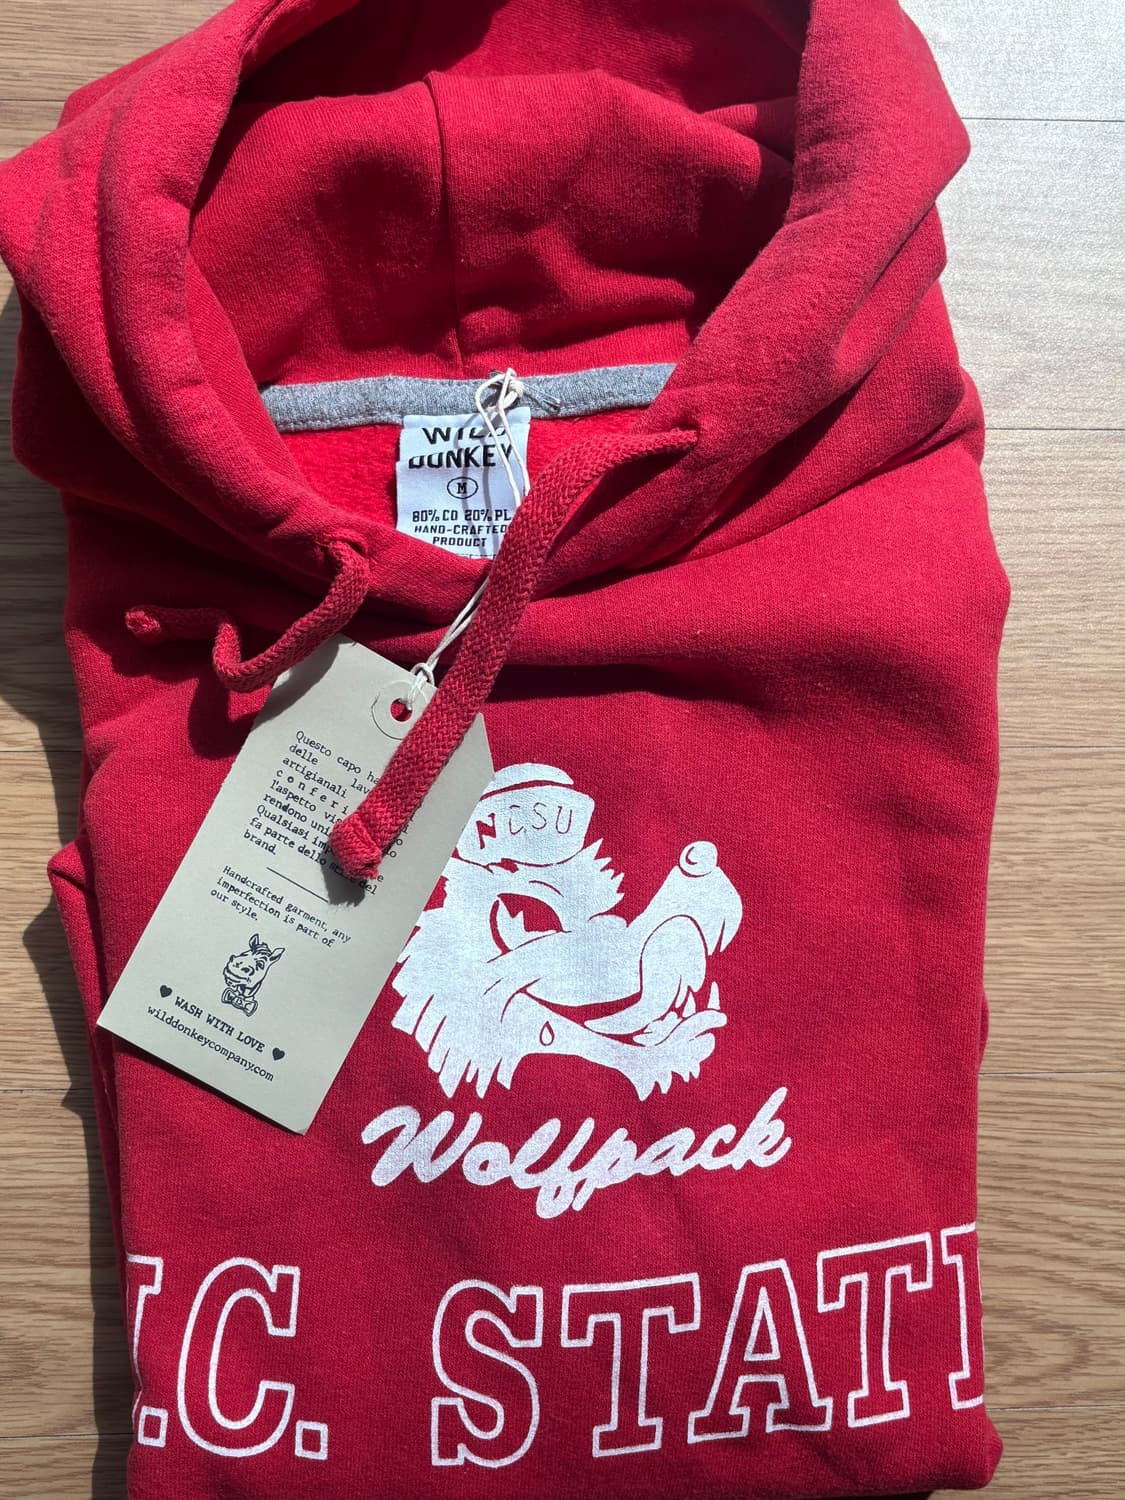 WILD
DONKEY
M
80% CO 20% PL
HAND-CRAFTED
PRODUCT
Questo capo ha
delle
artigianali
l'aspetto
rendono
Qualsiasi
fa parte dello stile del
brand.
Handcrafted garment, any
imperfection is part of
our style.
WASH WITH LOVE
wilddonkeycompany.com
NCSU
Wolfpack
.C. STAT